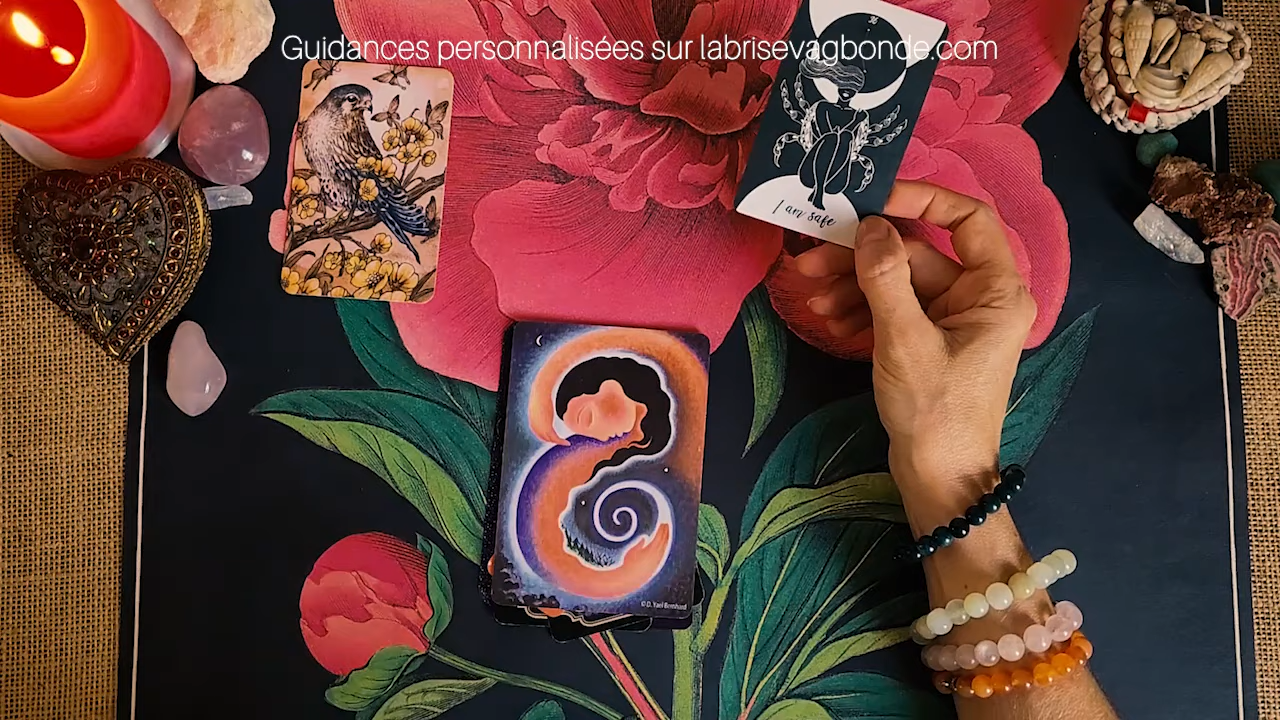 Guidances personnalisées sur labrisevagbonde.com
I am safe
© D. Yael Bernhard